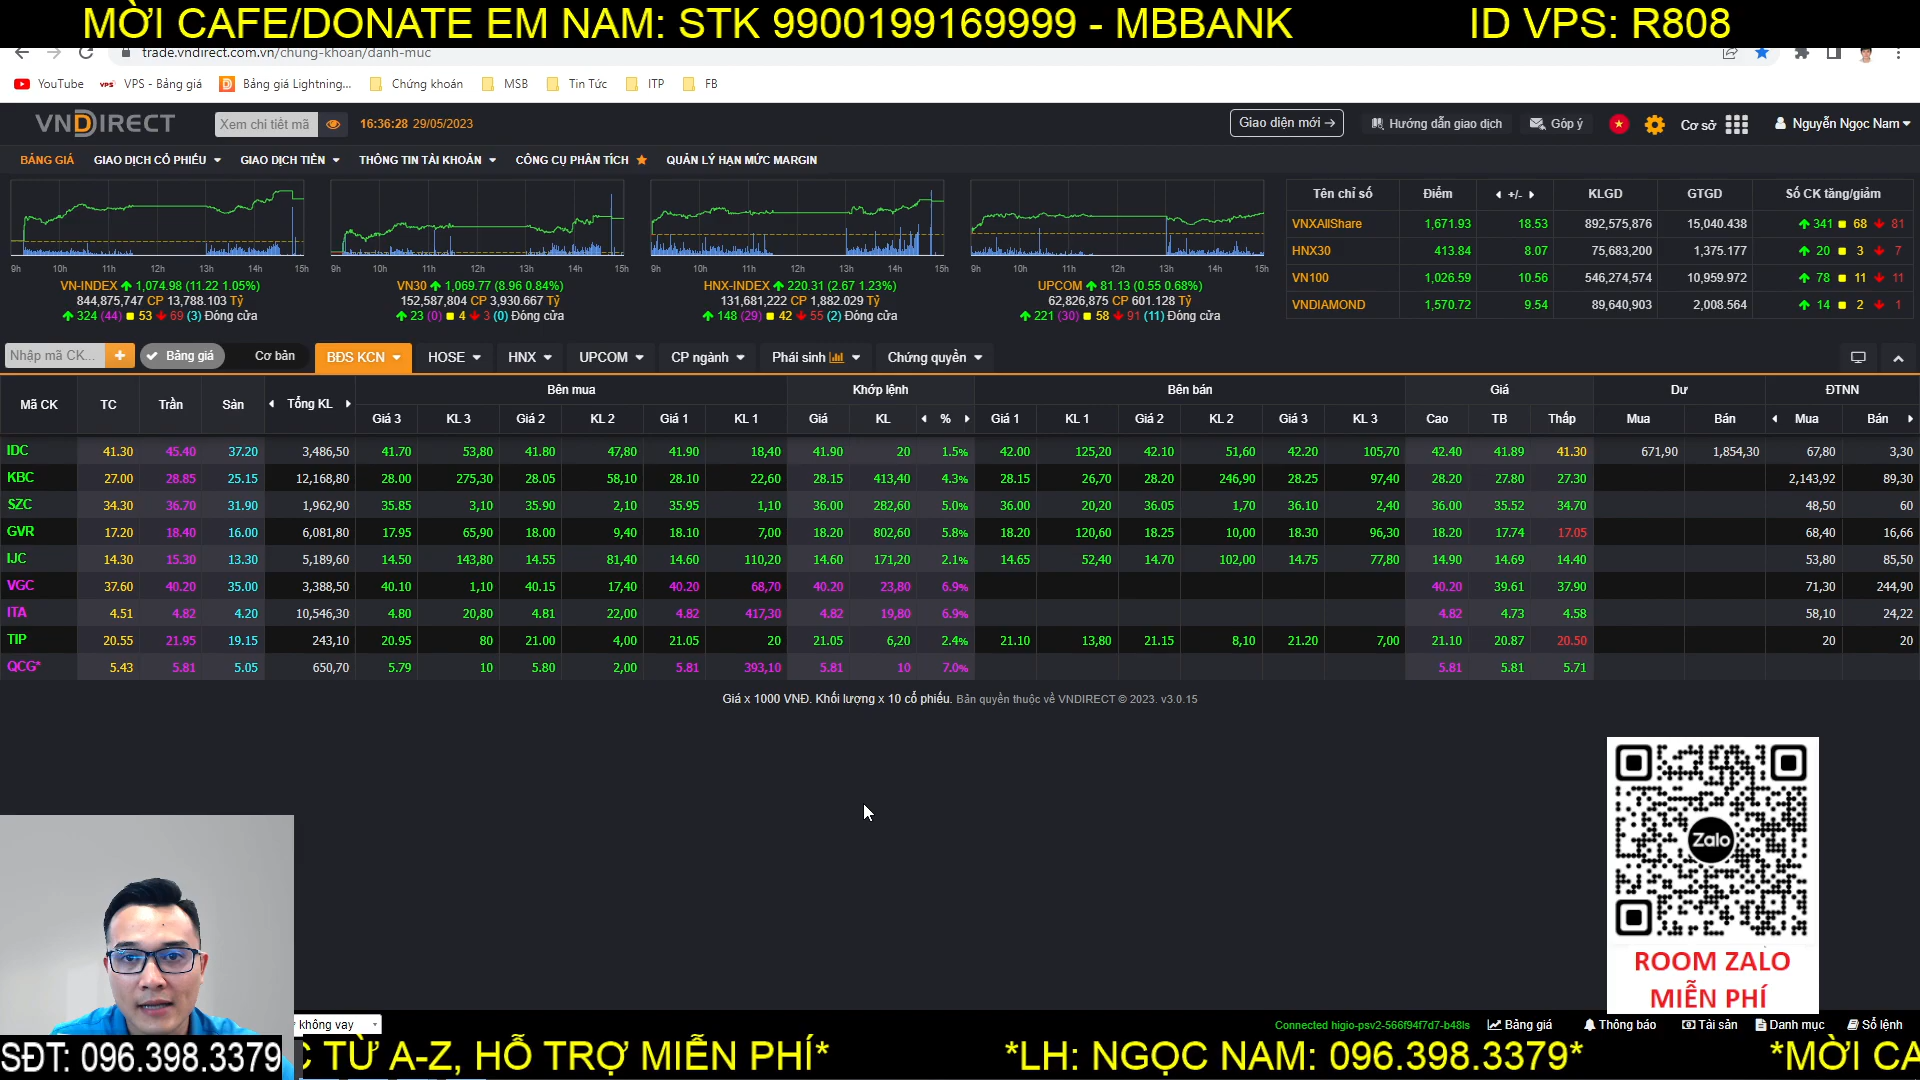 MỜI CAFE/DONATE EM NAM: STK 9900199169999 - MBBANK ID VPS: R808
trade.vndirect.com.vn/chung-khoan/danh-muc
YouTube VPS - Bảng giá Bảng giá Lightning... Chứng khoán MSB Tin Tức ITP FB
VNDIRECT Xem chi tiết mã 16:36:28 29/05/2023 Giao diện mới → Hướng dẫn giao dịch Góp ý Cơ sở Nguyễn Ngọc Nam
BẢNG GIÁ GIAO DỊCH CỔ PHIẾU GIAO DỊCH TIỀN THÔNG TIN TÀI KHOẢN CÔNG CỤ PHÂN TÍCH QUẢN LÝ HẠN MỨC MARGIN
9h 10h 11h 12h 13h 14h 15h 9h 10h 11h 12h 13h 14h 15h 9h 10h 11h 12h 13h 14h 15h 9h 10h 11h 12h 13h 14h 15h
VN-INDEX 1,074.98 (11.22 1.05%)
844,875,747 CP 13,788.103 Tỷ
324 (44) 53 69 (3) Đóng cửa
VN30 1,069.77 (8.96 0.84%)
152,587,804 CP 3,930.667 Tỷ
23 (0) 4 3 (0) Đóng cửa
HNX-INDEX 220.31 (2.67 1.23%)
131,681,222 CP 1,882.029 Tỷ
148 (29) 42 55 (2) Đóng cửa
UPCOM 81.13 (0.55 0.68%)
62,826,875 CP 601.128 Tỷ
221 (30) 58 91 (11) Đóng cửa
Tên chỉ số Điểm +/- KLGD GTGD Số CK tăng/giảm
VNXAllShare 1,671.93 18.53 892,575,876 15,040.438 341 68 81
HNX30 413.84 8.07 75,683,200 1,375.177 20 3 7
VN100 1,026.59 10.56 546,274,574 10,959.972 78 11 11
VNDIAMOND 1,570.72 9.54 89,640,903 2,008.564 14 2 1
Nhập mã CK... + Bảng giá Cơ bản BĐS KCN HOSE HNX UPCOM CP ngành Phái sinh Chứng quyền
Mã CK TC Trần Sàn Tổng KL Bên mua Khớp lệnh Bên bán Giá Dư ĐTNN
Giá 3 KL 3 Giá 2 KL 2 Giá 1 KL 1 Giá KL % Giá 1 KL 1 Giá 2 KL 2 Giá 3 KL 3 Cao TB Thấp Mua Bán Mua Bán
IDC 41.30 45.40 37.20 3,486,50 41.70 53,80 41.80 47,80 41.90 18,40 41.90 20 1.5% 42.00 125,20 42.10 51,60 42.20 105,70 42.40 41.89 41.30 671,90 1,854,30 67,80 3,30
KBC 27.00 28.85 25.15 12,168,80 28.00 275,30 28.05 58,10 28.10 22,60 28.15 413,40 4.3% 28.15 26,70 28.20 246,90 28.25 97,40 28.20 27.80 27.30 2,143,92 89,30
SZC 34.30 36.70 31.90 1,962,90 35.85 3,10 35.90 2,10 35.95 1,10 36.00 282,60 5.0% 36.00 20,20 36.05 1,70 36.10 2,40 36.00 35.52 34.70 48,50 60
GVR 17.20 18.40 16.00 6,081,80 17.95 65,90 18.00 9,40 18.10 7,00 18.20 802,60 5.8% 18.20 120,60 18.25 10,00 18.30 96,30 18.20 17.74 17.05 68,40 16,66
IJC 14.30 15.30 13.30 5,189,60 14.50 143,80 14.55 81,40 14.60 110,20 14.60 171,20 2.1% 14.65 52,40 14.70 102,00 14.75 77,80 14.90 14.69 14.40 53,80 85,50
VGC 37.60 40.20 35.00 3,388,50 40.10 1,10 40.15 17,40 40.20 68,70 40.20 23,80 6.9% 40.20 39.61 37.90 71,30 244,90
ITA 4.51 4.82 4.20 10,546,30 4.80 20,80 4.81 22,00 4.82 417,30 4.82 19,80 6.9% 4.82 4.73 4.58 58,10 24,22
TIP 20.55 21.95 19.15 243,10 20.95 80 21.00 4,00 21.05 20 21.05 6,20 2.4% 21.10 13,80 21.15 8,10 21.20 7,00 21.10 20.87 20.50 20 20
QCG* 5.43 5.81 5.05 650,70 5.79 10 5.80 2,00 5.81 393,10 5.81 10 7.0% 5.81 5.81 5.71
Giá x 1000 VNĐ. Khối lượng x 10 cổ phiếu. Bản quyền thuộc về VNDIRECT © 2023. v3.0.15
Zalo
ROOM ZALO
MIỄN PHÍ
không vay Connected higio-psv2-566f94f7d7-b48ls Bảng giá Thông báo Tài sản Danh mục Sổ lệnh
SĐT: 096.398.3379 C TỪ A-Z, HỖ TRỢ MIỄN PHÍ* *LH: NGỌC NAM: 096.398.3379* *MỜI CA